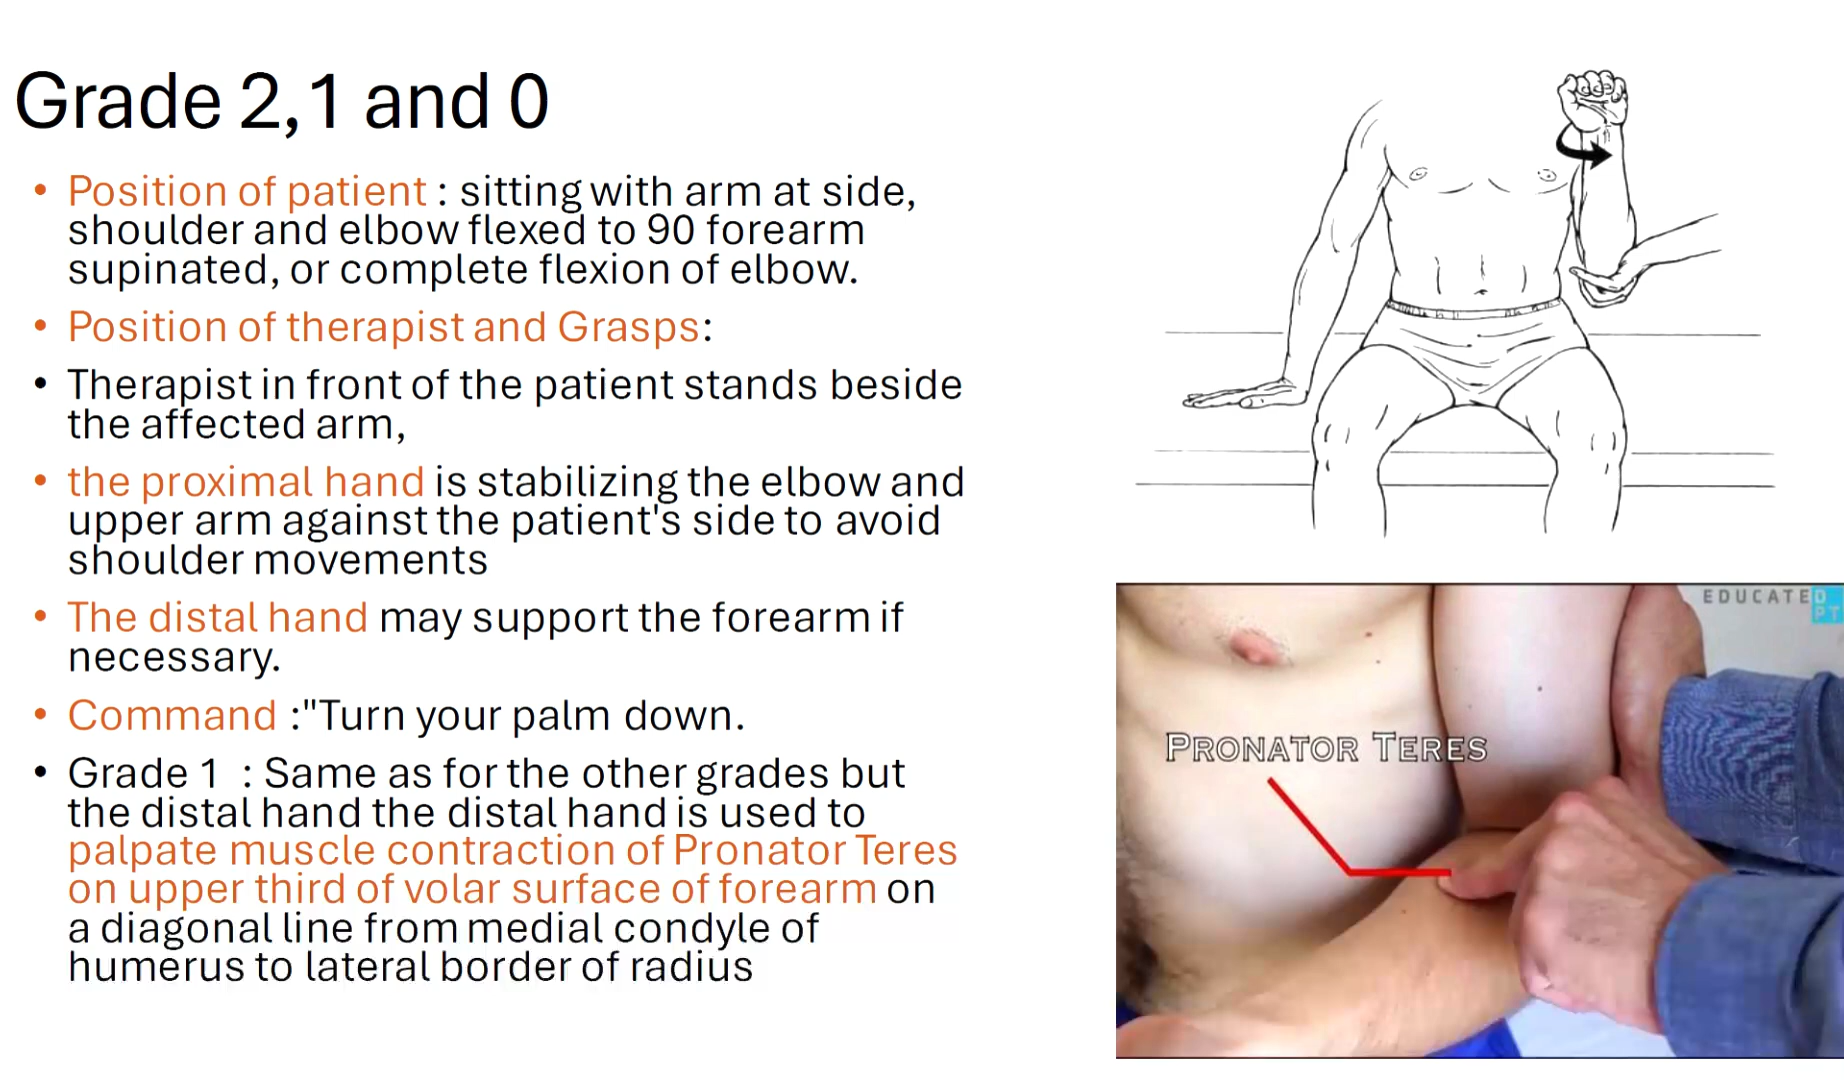 Grade 2,1 and 0
• Position of patient : sitting with arm at side,
shoulder and elbow flexed to 90 forearm
supinated, or complete flexion of elbow.
• Position of therapist and Grasps:
• Therapist in front of the patient stands beside
the affected arm,
• the proximal hand is stabilizing the elbow and
upper arm against the patient's side to avoid
shoulder movements
• The distal hand may support the forearm if
necessary.
• Command :"Turn your palm down.
• Grade 1 : Same as for the other grades but
the distal hand the distal hand is used to
palpate muscle contraction of Pronator Teres
on upper third of volar surface of forearm on
a diagonal line from medial condyle of
humerus to lateral border of radius
EDUCATED
PT
PRONATOR TERES